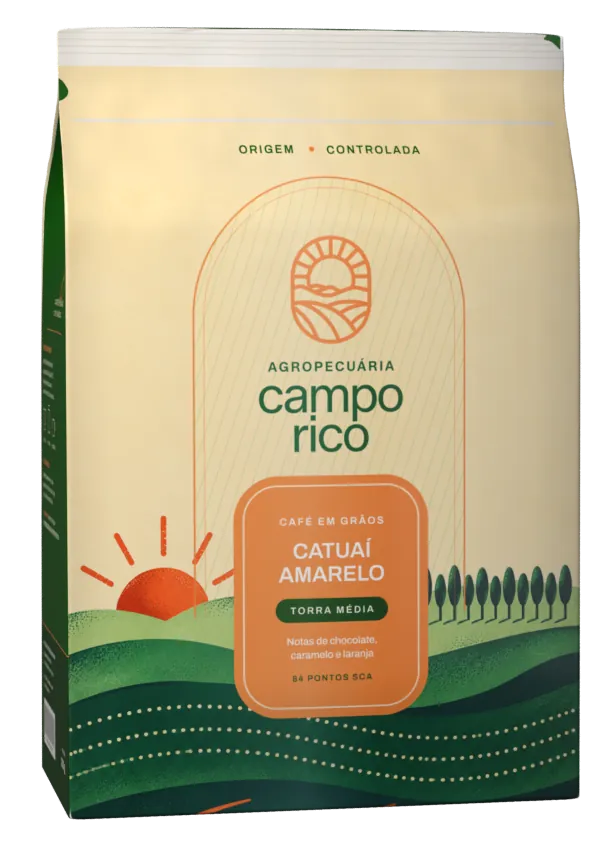 ORIGEM • CONTROLADA
AGROPECUÁRIA
campo
rico
CAFÉ EM GRÃOS
CATUAÍ
AMARELO
TORRA MÉDIA
Notas de chocolate,
caramelo e laranja
84 PONTOS SCA